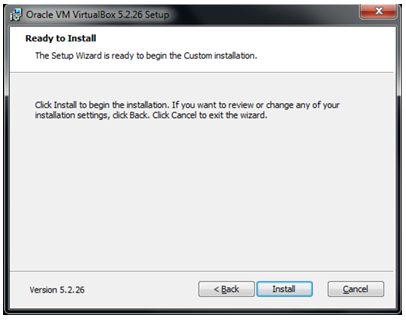 Oracle VM VirtualBox 5.2.26 Setup
Ready to Install
The Setup Wizard is ready to begin the Custom installation.
Click Install to begin the installation. If you want to review or change any of your
installation settings, click Back. Click Cancel to exit the wizard.
Version 5.2.26
< Back
Install
Cancel